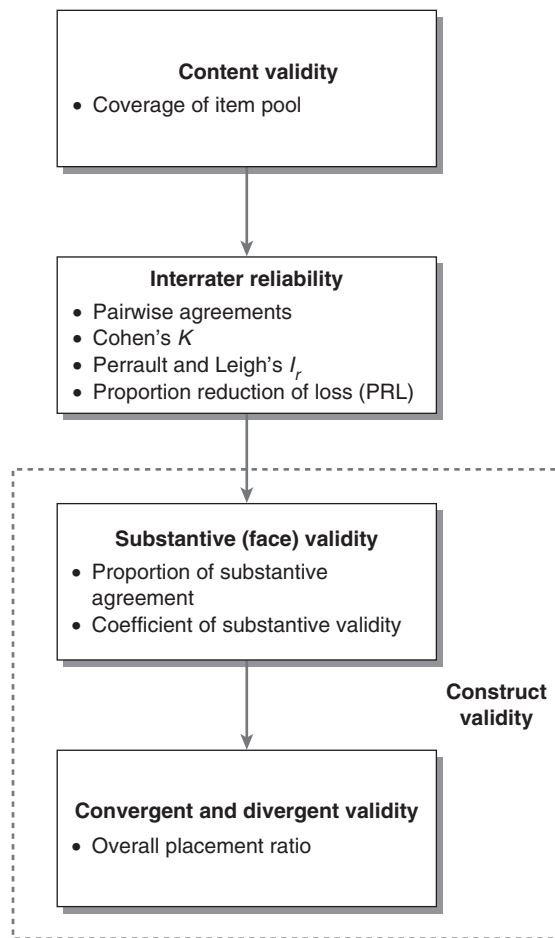 Content validity
• Coverage of item pool
Interrater reliability
• Pairwise agreements
• Cohen's K
• Perrault and Leigh's Ir
• Proportion reduction of loss (PRL)
Substantive (face) validity
• Proportion of substantive
agreement
• Coefficient of substantive validity
Construct
validity
Convergent and divergent validity
• Overall placement ratio